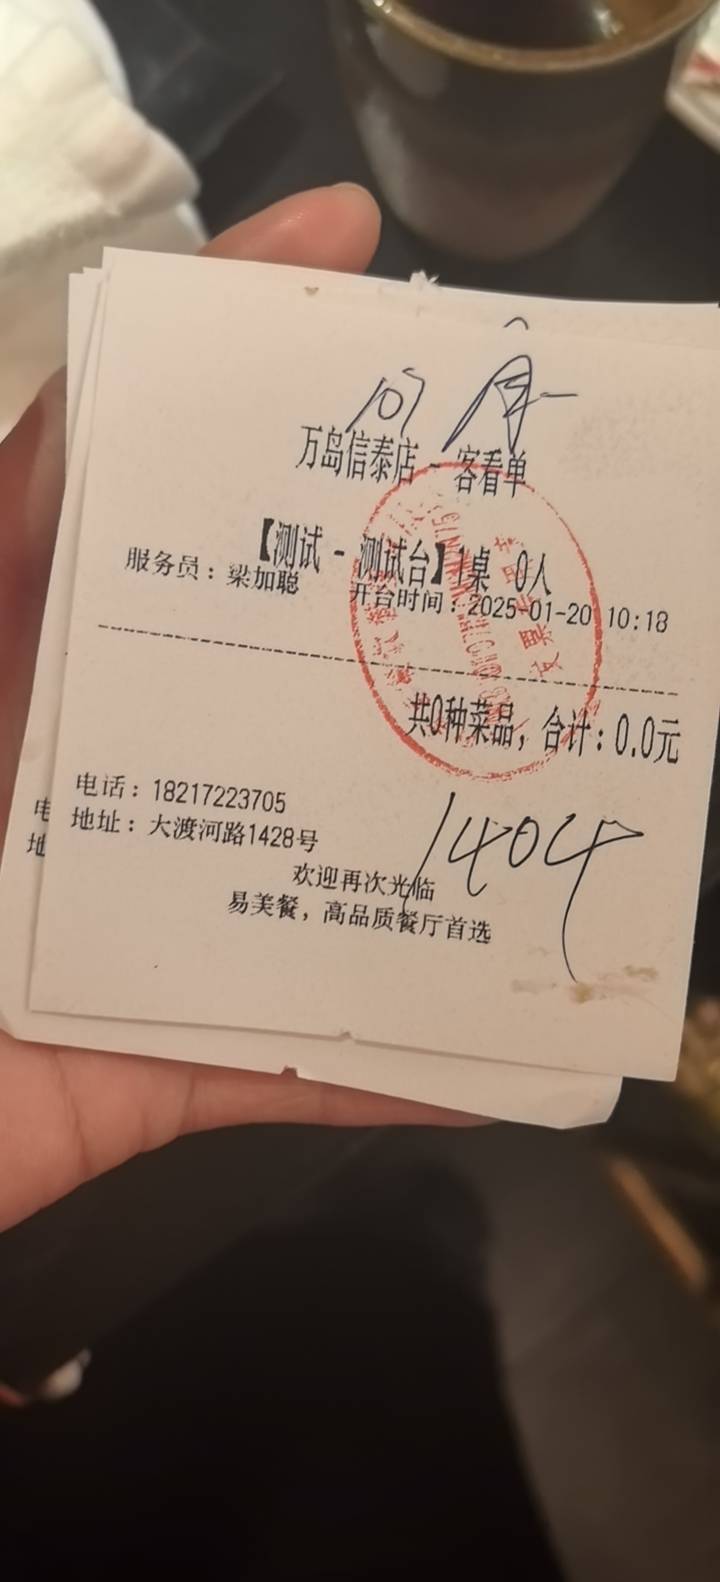 万岛信泰店 - 客看单
【测试 - 测试台】1桌 0人
服务员：梁加聪 开台时间：2025-01-20 10:18
共0种菜品，合计：0.0元
电话：18217223705
地址：大渡河路1428号
1404
欢迎再次光临
易美餐，高品质餐厅首选
电
地